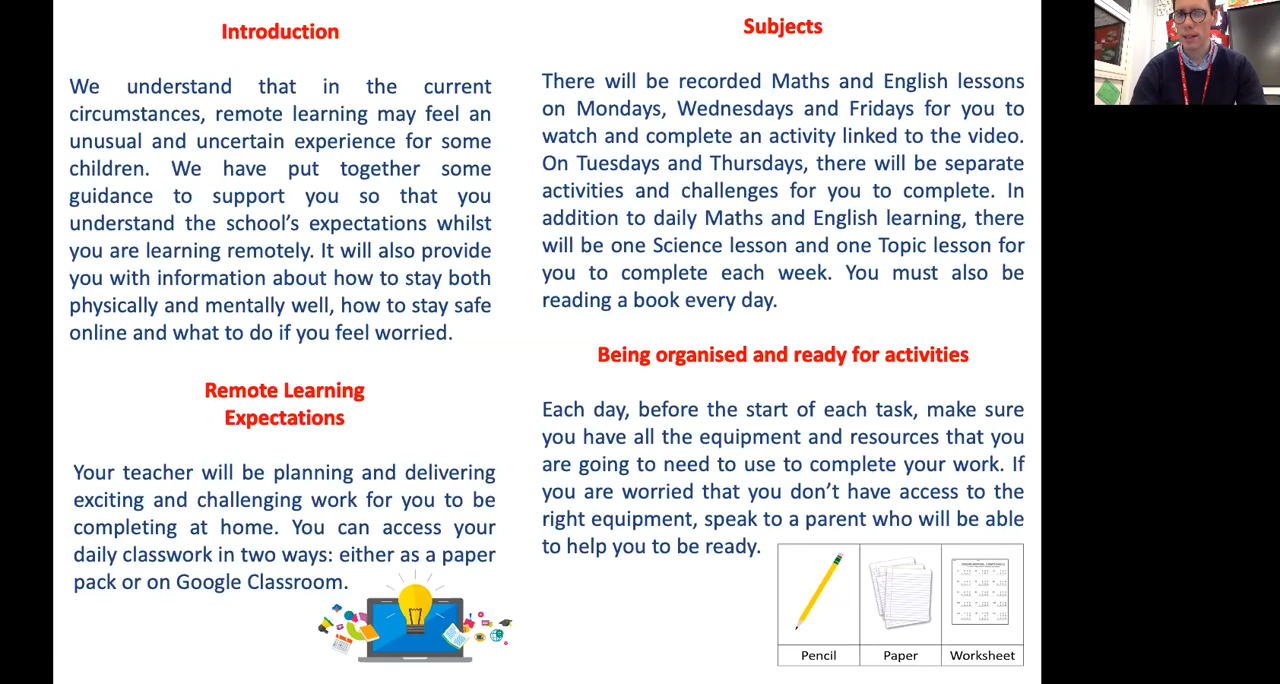 Introduction
We understand that in the current
circumstances, remote learning may feel an
unusual and uncertain experience for some
children. We have put together some
guidance to support you so that you
understand the school's expectations whilst
you are learning remotely. It will also provide
you with information about how to stay both
physically and mentally well, how to stay safe
online and what to do if you feel worried.
Remote Learning
Expectations
Your teacher will be planning and delivering
exciting and challenging work for you to be
completing at home. You can access your
daily classwork in two ways: either as a paper
pack or on Google Classroom.
Subjects
There will be recorded Maths and English lessons
on Mondays, Wednesdays and Fridays for you to
watch and complete an activity linked to the video.
On Tuesdays and Thursdays, there will be separate
activities and challenges for you to complete. In
addition to daily Maths and English learning, there
will be one Science lesson and one Topic lesson for
you to complete each week. You must also be
reading a book every day.
Being organised and ready for activities
Each day, before the start of each task, make sure
you have all the equipment and resources that you
are going to need to use to complete your work. If
you are worried that you don't have access to the
right equipment, speak to a parent who will be able
to help you to be ready.
Pencil
Paper
Worksheet